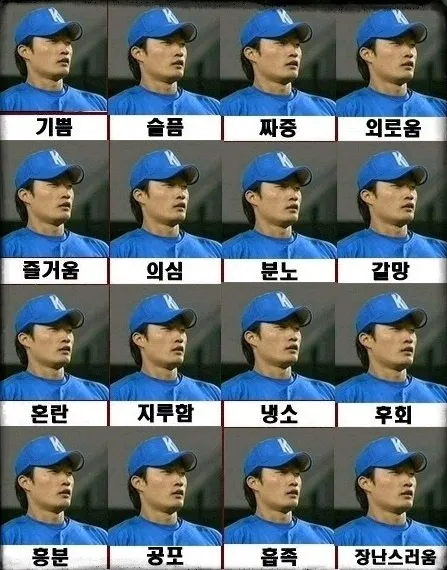 기쁨 슬픔 짜증 외로움
즐거움 의심 분노 갈망
혼란 지투함 냉소 후회
흥분 공포 흡족 장난스러움